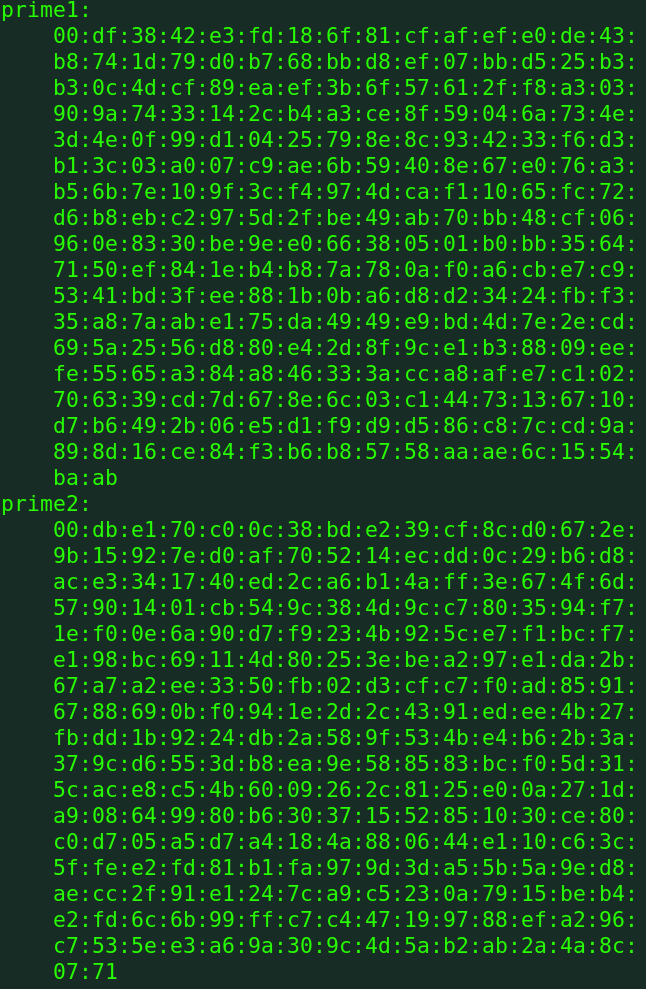 prime1:
00:df:38:42:e3:fd:18:6f:81:cf:af:ef:e0:de:43:
b8:74:1d:79:d0:b7:68:bb:d8:ef:07:bb:d5:25:b3:
b3:0c:4d:cf:89:ea:ef:3b:6f:57:61:2f:f8:a3:03:
90:9a:74:33:14:2c:b4:a3:ce:8f:59:04:6a:73:4e:
3d:4e:0f:99:d1:04:25:79:8e:8c:93:42:33:f6:d3:
b1:3c:03:a0:07:c9:ae:6b:59:40:8e:67:e0:76:a3:
b5:6b:7e:10:9f:3c:f4:97:4d:ca:f1:10:65:fc:72:
d6:b8:eb:c2:97:5d:2f:be:49:ab:70:bb:48:cf:06:
96:0e:83:30:be:9e:e0:66:38:05:01:b0:bb:35:64:
71:50:ef:84:1e:b4:b8:7a:78:0a:f0:a6:cb:e7:c9:
53:41:bd:3f:ee:88:1b:0b:a6:d8:d2:34:24:fb:f3:
35:a8:7a:ab:e1:75:da:49:49:e9:bd:4d:7e:2e:cd:
69:5a:25:56:d8:80:e4:2d:8f:9c:e1:b3:88:09:ee:
fe:55:65:a3:84:a8:46:33:3a:cc:a8:af:e7:c1:02:
70:63:39:cd:7d:67:8e:6c:03:c1:44:73:13:67:10:
d7:b6:49:2b:06:e5:d1:f9:d9:d5:86:c8:7c:cd:9a:
89:8d:16:ce:84:f3:b6:b8:57:58:aa:ae:6c:15:54:
ba:ab
prime2:
00:db:e1:70:c0:0c:38:bd:e2:39:cf:8c:d0:67:2e:
9b:15:92:7e:d0:af:70:52:14:ec:dd:0c:29:b6:d8:
ac:e3:34:17:40:ed:2c:a6:b1:4a:ff:3e:67:4f:6d:
57:90:14:01:cb:54:9c:38:4d:9c:c7:80:35:94:f7:
1e:f0:0e:6a:90:d7:f9:23:4b:92:5c:e7:f1:bc:f7:
e1:98:bc:69:11:4d:80:25:3e:be:a2:97:e1:da:2b:
67:a7:a2:ee:33:50:fb:02:d3:cf:c7:f0:ad:85:91:
67:88:69:0b:f0:94:1e:2d:2c:43:91:ed:ee:4b:27:
fb:dd:1b:92:24:db:2a:58:9f:53:4b:e4:b6:2b:3a:
37:9c:d6:55:3d:b8:ea:9e:58:85:83:bc:f0:5d:31:
5c:ac:e8:c5:4b:60:09:26:2c:81:25:e0:0a:27:1d:
a9:08:64:99:80:b6:30:37:15:52:85:10:30:ce:80:
c0:d7:05:a5:d7:a4:18:4a:88:06:44:e1:10:c6:3c:
5f:fe:e2:fd:81:b1:fa:97:9d:3d:a5:5b:5a:9e:d8:
ae:cc:2f:91:e1:24:7c:a9:c5:23:0a:79:15:be:b4:
e2:fd:6c:6b:99:ff:c7:c4:47:19:97:88:ef:a2:96:
c7:53:5e:e3:a6:9a:30:9c:4d:5a:b2:ab:2a:4a:8c:
07:71